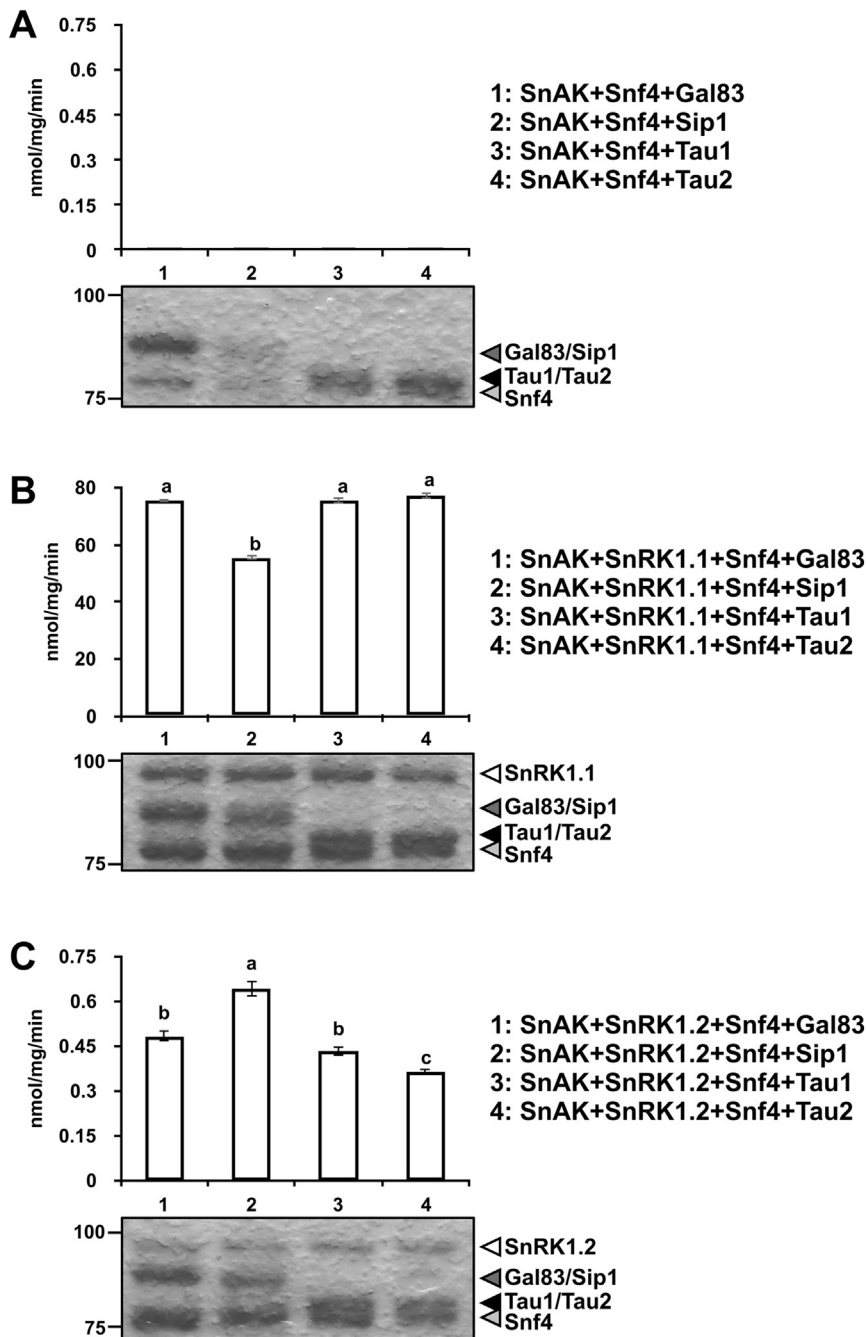 A
nmol/mg/min
0.75
0.6
0.45
0.3
0.15
0
1 2 3 4
1: SnAK+Snf4+Gal83
2: SnAK+Snf4+Sip1
3: SnAK+Snf4+Tau1
4: SnAK+Snf4+Tau2
100
75
Gal83/Sip1
Tau1/Tau2
Snf4
B
nmol/mg/min
80
60
40
20
0
a b a a
1 2 3 4
1: SnAK+SnRK1.1+Snf4+Gal83
2: SnAK+SnRK1.1+Snf4+Sip1
3: SnAK+SnRK1.1+Snf4+Tau1
4: SnAK+SnRK1.1+Snf4+Tau2
100
75
SnRK1.1
Gal83/Sip1
Tau1/Tau2
Snf4
C
nmol/mg/min
0.75
0.6
0.45
0.3
0.15
0
b a b c
1 2 3 4
1: SnAK+SnRK1.2+Snf4+Gal83
2: SnAK+SnRK1.2+Snf4+Sip1
3: SnAK+SnRK1.2+Snf4+Tau1
4: SnAK+SnRK1.2+Snf4+Tau2
100
75
SnRK1.2
Gal83/Sip1
Tau1/Tau2
Snf4